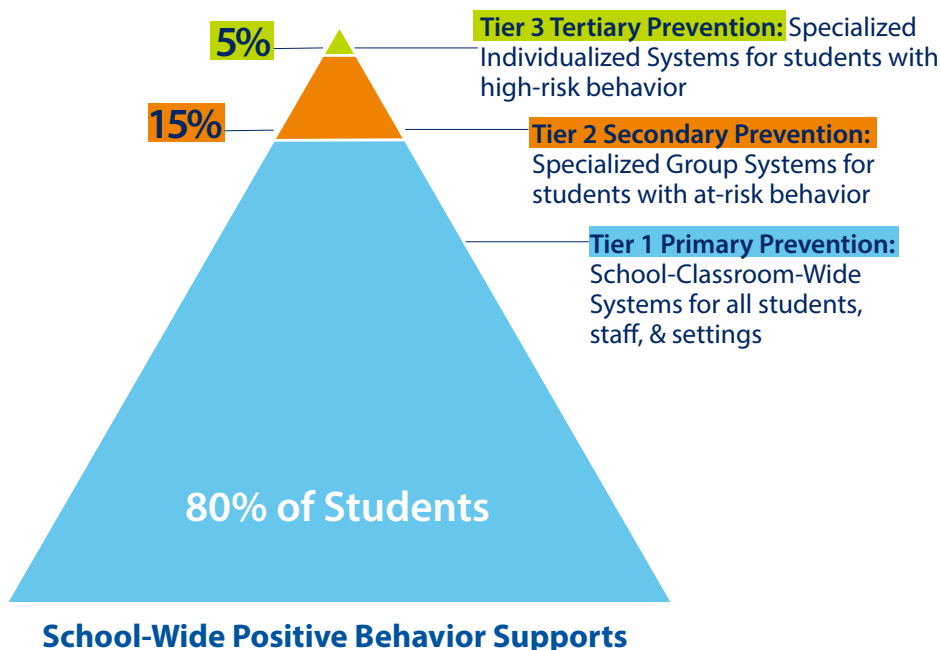 5%
Tier 3 Tertiary Prevention: Specialized
Individualized Systems for students with
high-risk behavior
15%
Tier 2 Secondary Prevention:
Specialized Group Systems for
students with at-risk behavior
Tier 1 Primary Prevention:
School-Classroom-Wide
Systems for all students,
staff, & settings
80% of Students
School-Wide Positive Behavior Supports